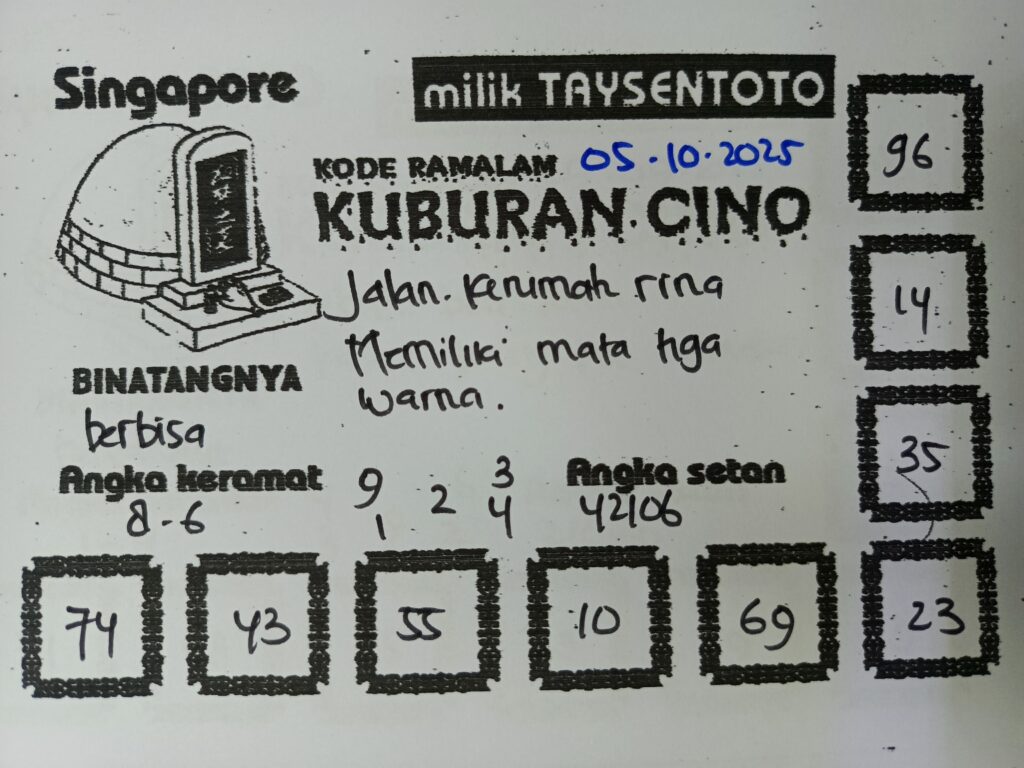 Singapore
milik TAYSENTOTO
KODE RAMALAM 05.10.2025
KUBURAN CINO
Jalan. Kerumah rina
Memiliki mata tiga
warna.
BINATANGNYA
berbisa
Angka keramat
8-6
9 2 3
1 4
Angka setan
42106
96
14
35
74 43 55 10 69 23